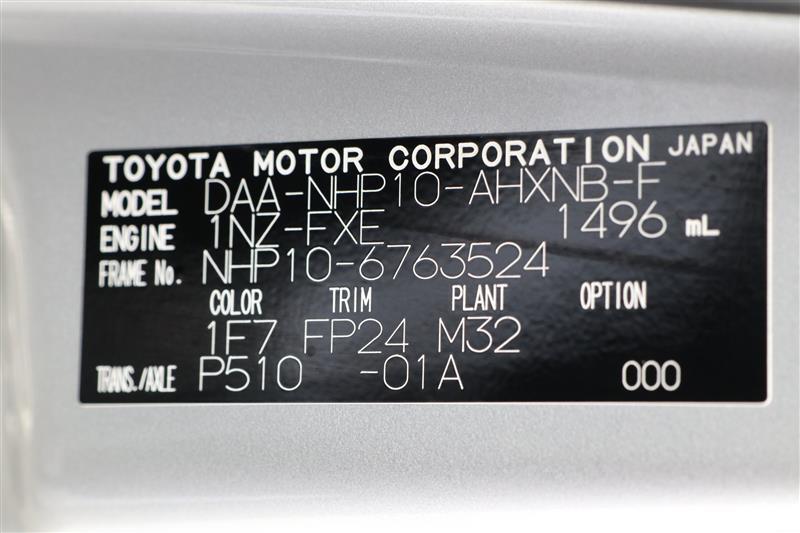 TOYOTA MOTOR CORPORATION JAPAN
MODEL DAA-NHP10-AHXNB-F
ENGINE 1NZ-FXE 1496 mL
FRAME No. NHP10-6763524
COLOR TRIM PLANT OPTION
1F7 FP24 M32
TRANS./AXLE P510 -01A 000